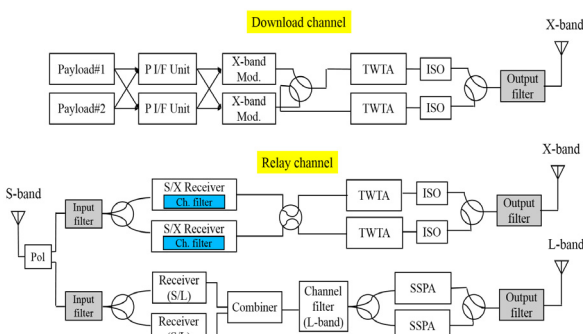 Download channel
X-band
Payload#1
P I/F Unit
X-band
Mod.
TWTA
ISO
Output
filter
Payload#2
P I/F Unit
X-band
Mod.
TWTA
ISO
Relay channel
X-band
S-band
Input
filter
S/X Receiver
Ch. filter
TWTA
ISO
Output
filter
S/X Receiver
Ch. filter
TWTA
ISO
L-band
Pol
Input
filter
Receiver
(S/L)
Combiner
Channel
filter
(L-band)
SSPA
Output
filter
Receiver
(S/L)
SSPA